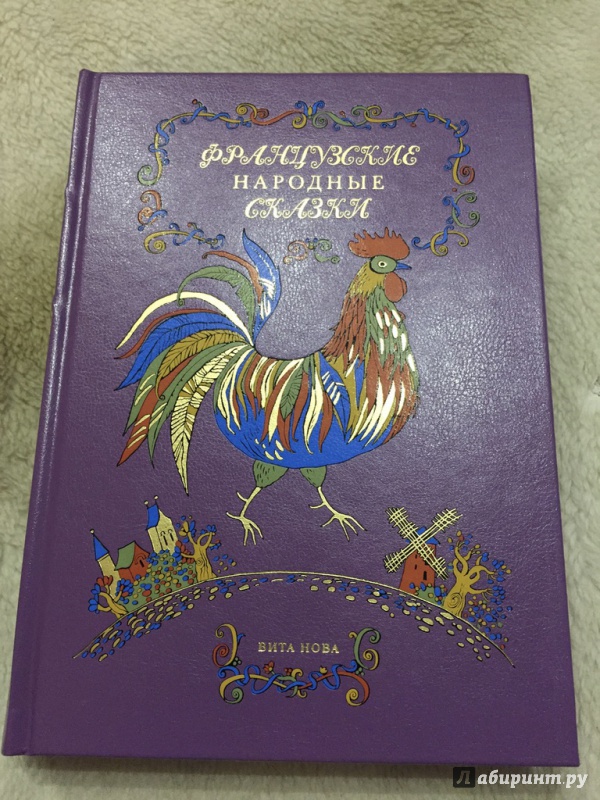 ФРАНЦУЗСКИЕ
НАРОДНЫЕ
СКАЗКИ
ВИТА НОВА
Лабиринт.ру